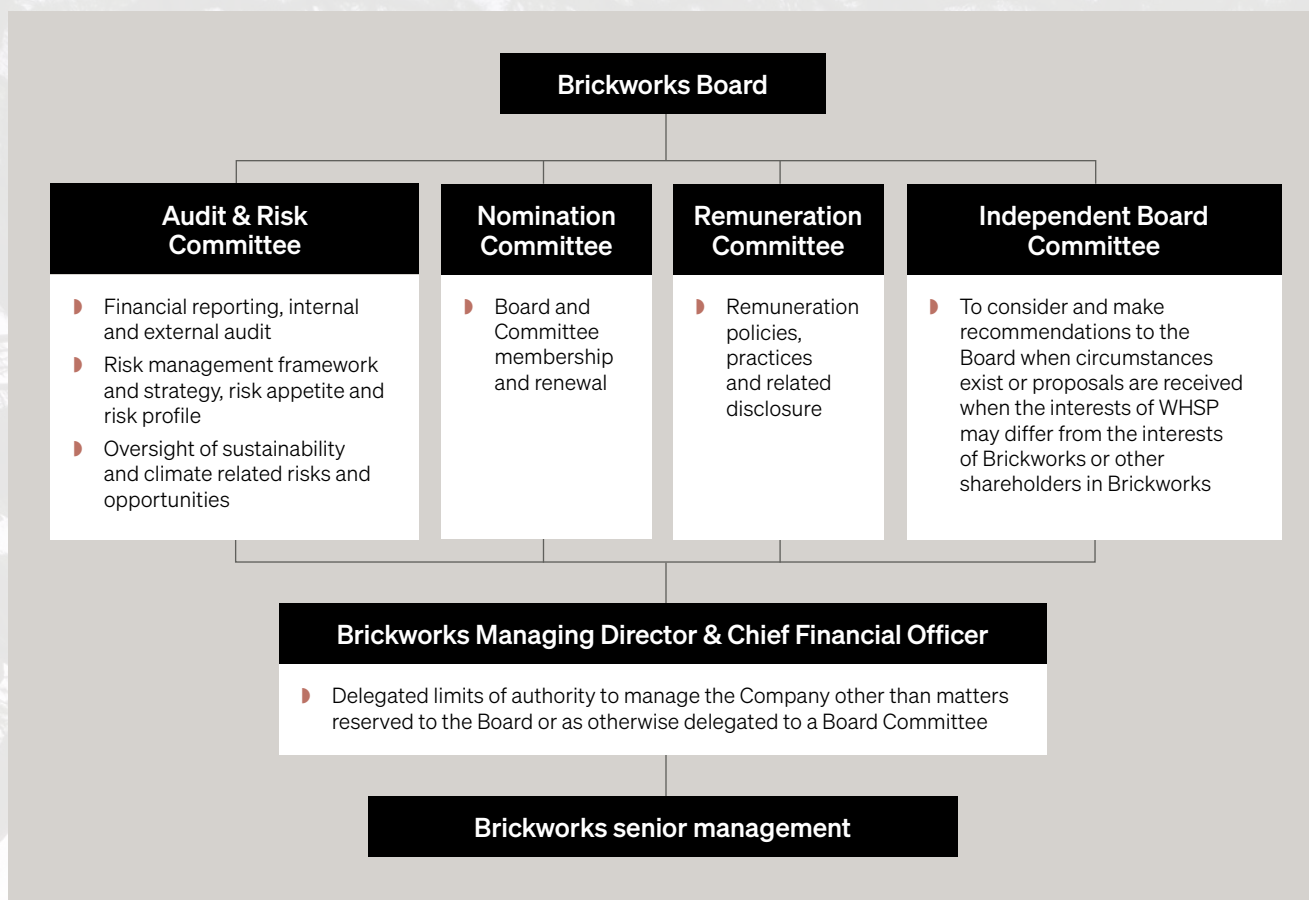 Brickworks Board
Audit & Risk
Committee
Financial reporting, internal
and external audit
Risk management framework
and strategy, risk appetite and
risk profile
Oversight of sustainability
and climate related risks and
opportunities
Nomination
Committee
Board and
Committee
membership
and renewal
Remuneration
Committee
Remuneration
policies,
practices
and related
disclosure
Independent Board
Committee
To consider and make
recommendations to the
Board when circumstances
exist or proposals are received
when the interests of WHSP
may differ from the interests
of Brickworks or other
shareholders in Brickworks
Brickworks Managing Director & Chief Financial Officer
Delegated limits of authority to manage the Company other than matters
reserved to the Board or as otherwise delegated to a Board Committee
Brickworks senior management